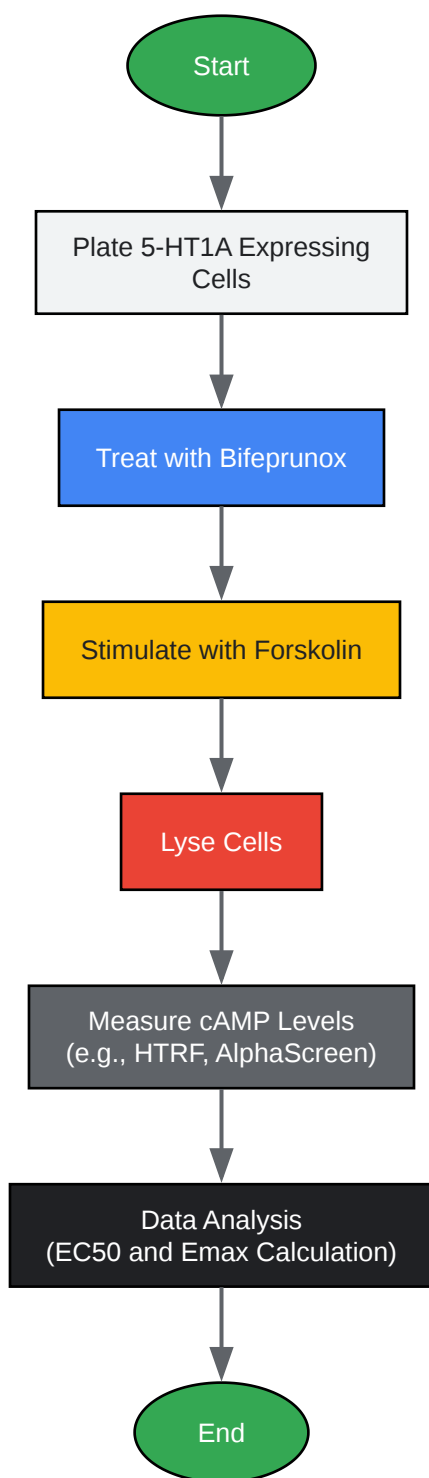 Start
Plate 5-HT1A Expressing
Cells
Treat with Bifeprunox
Stimulate with Forskolin
Lyse Cells
Measure cAMP Levels
(e.g., HTRF, AlphaScreen)
Data Analysis
(EC50 and Emax Calculation)
End